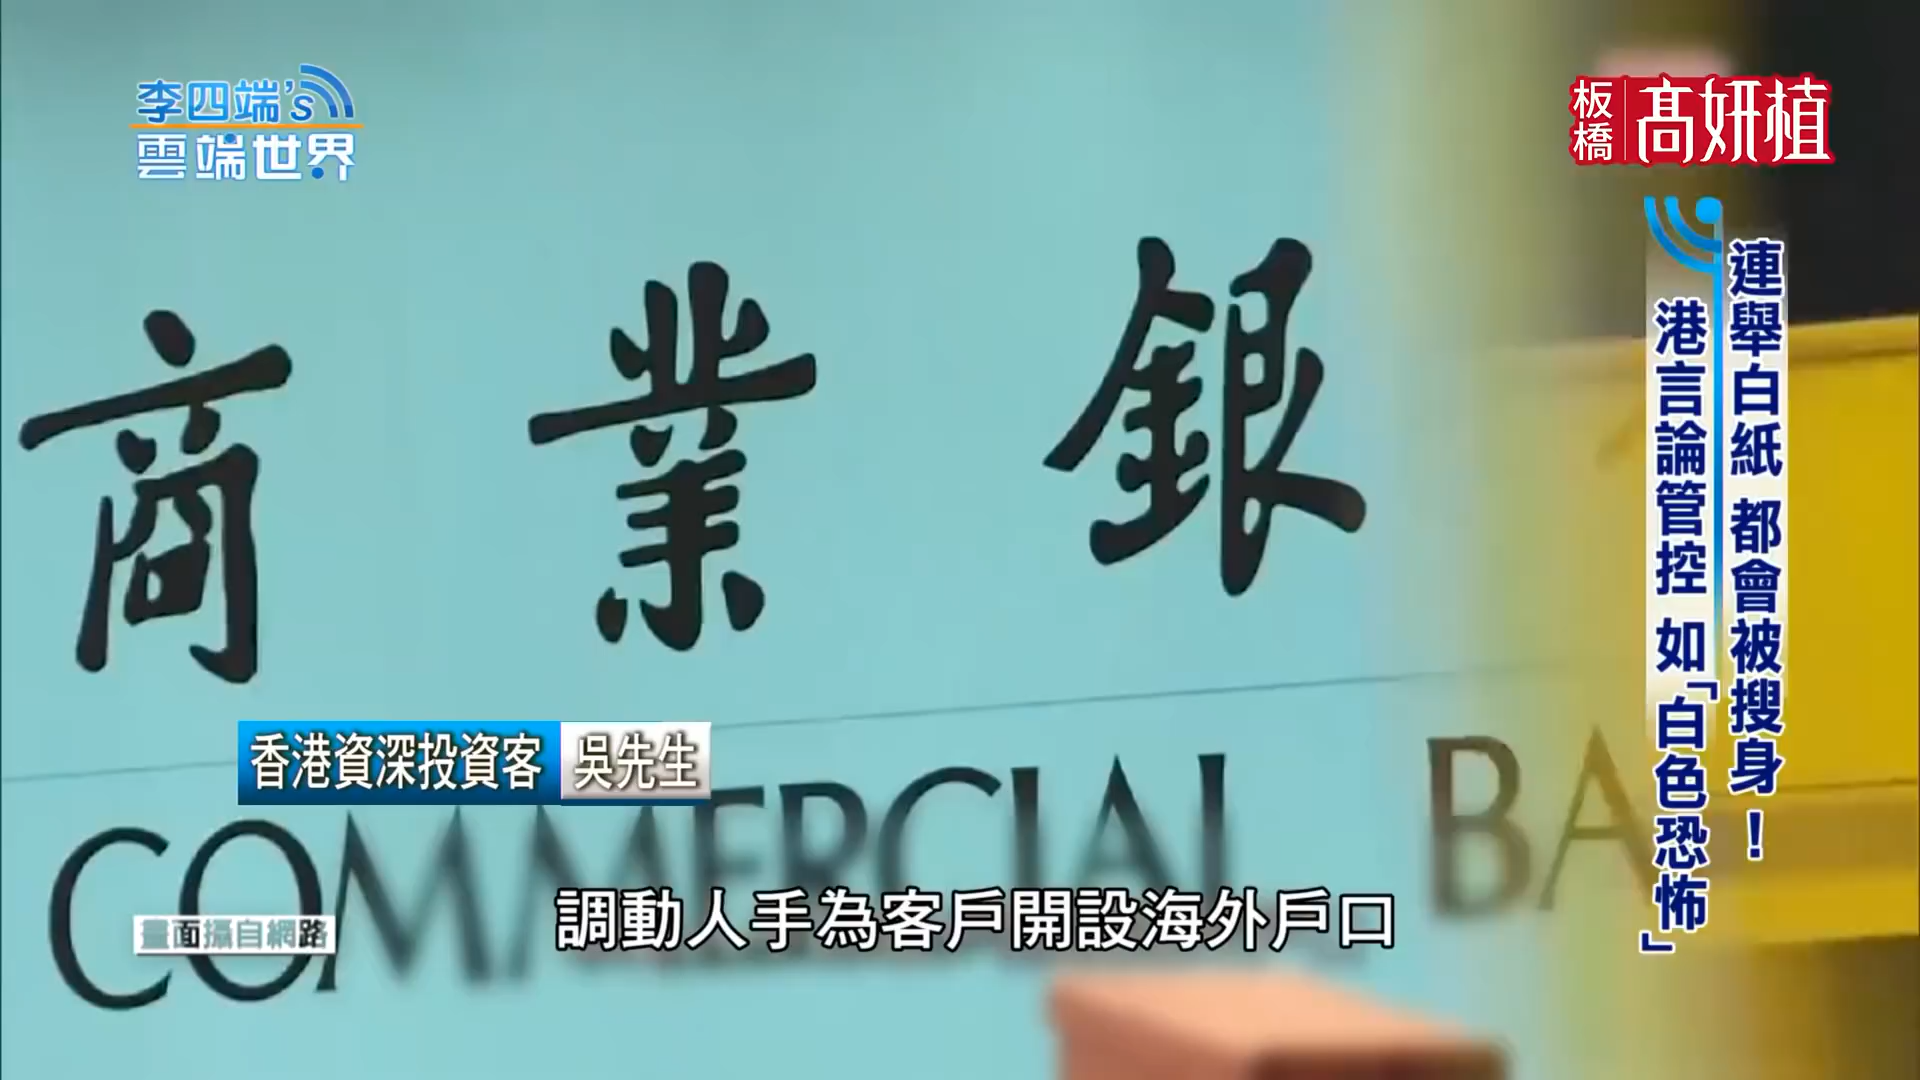 李四端's
雲端世界
板橋
髙妍植
連舉白紙 都會被搜身！
港言論管控 如「白色恐怖」
商業銀
COMMERCIAL BA
香港資深投資客 吳先生
畫面攝自網路
調動人手為客戶開設海外戶口